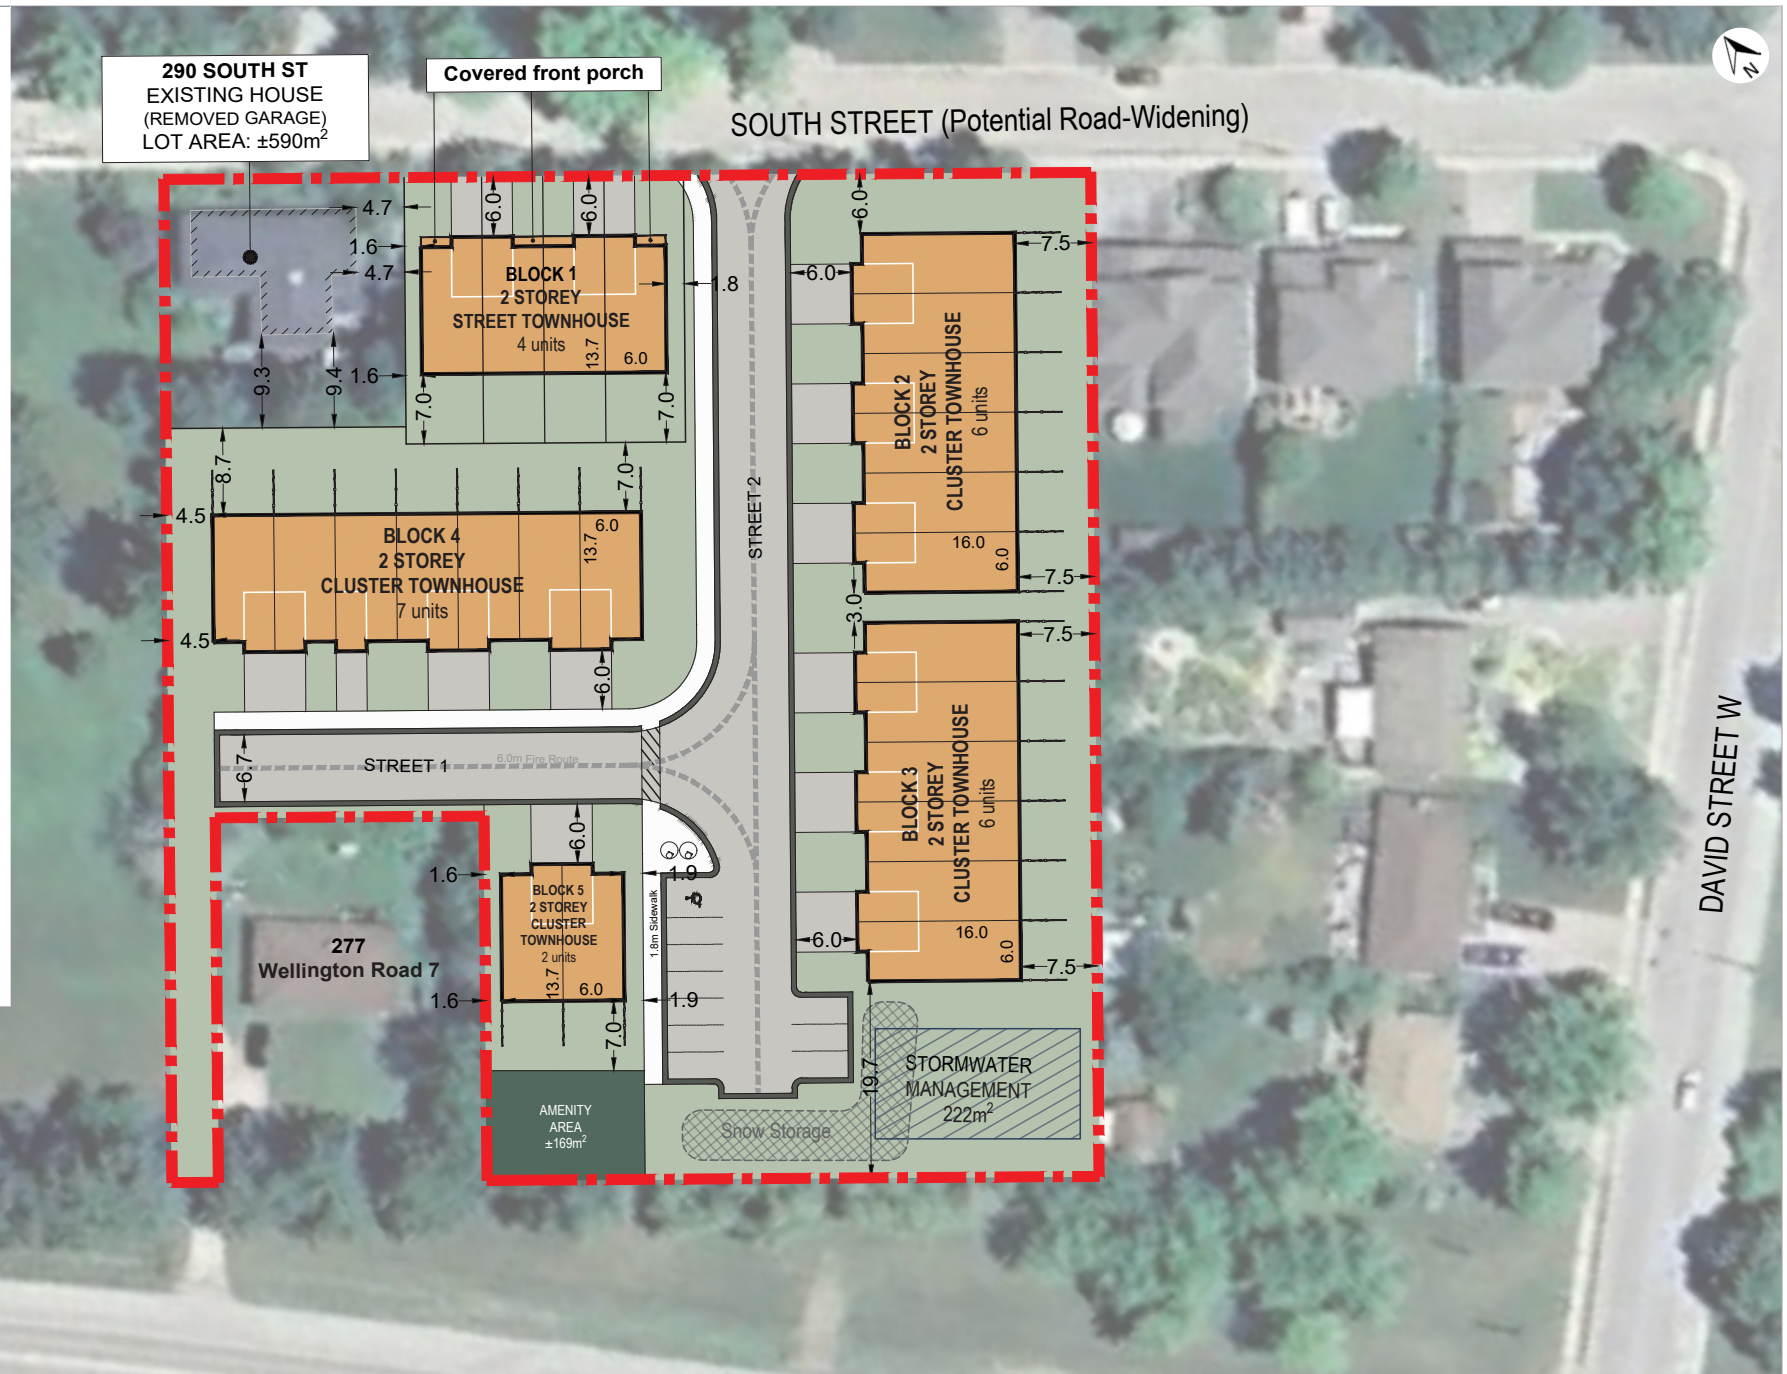 290 SOUTH ST
EXISTING HOUSE
(REMOVED GARAGE)
LOT AREA: ±590m²
Covered front porch
SOUTH STREET (Potential Road-Widening)
N
4.7
1.6
4.7
9.3
9.4
1.6
6.0
6.0
BLOCK 1
2 STOREY
STREET TOWNHOUSE
4 units
13.7
6.0
7.0
7.0
1.8
6.0
6.0
7.5
BLOCK 2
2 STOREY
CLUSTER TOWNHOUSE
6 units
16.0
6.0
7.5
3.0
7.5
8.7
7.0
4.5
4.5
BLOCK 4
2 STOREY
CLUSTER TOWNHOUSE
7 units
13.7
6.0
6.0
STREET 2
6.7
STREET 1
6.0m Fire Route
BLOCK 3
2 STOREY
CLUSTER TOWNHOUSE
6 units
16.0
6.0
6.0
7.5
DAVID STREET W
277
Wellington Road 7
6.0
1.6
1.9
BLOCK 5
2 STOREY
CLUSTER
TOWNHOUSE
2 units
13.7
6.0
1.6
1.9
7.0
1.8m Sidewalk
AMENITY
AREA
±169m²
Snow Storage
19.7
STORMWATER
MANAGEMENT
222m²